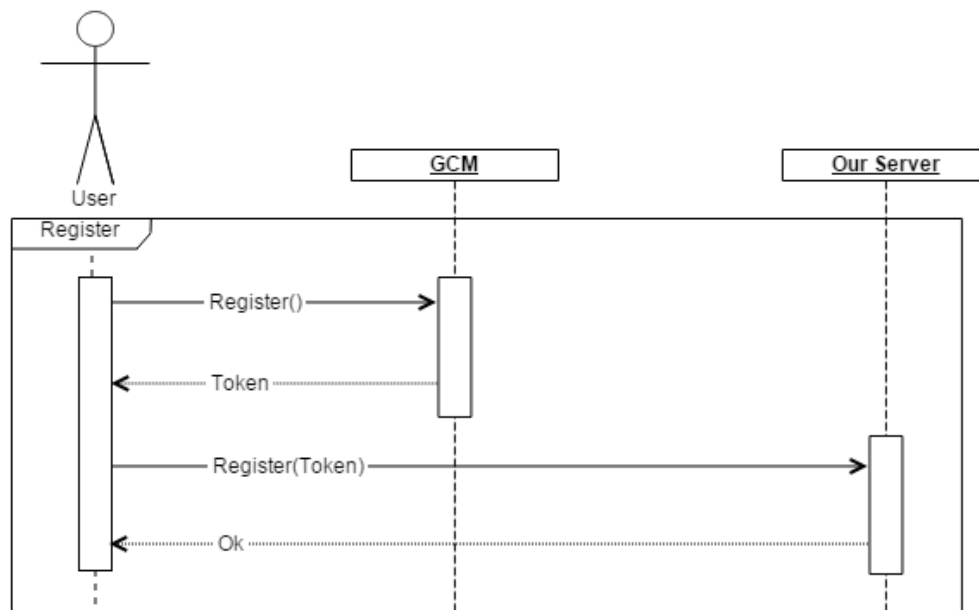 GCM
Our Server
User
Register
Register()
Token
Register(Token)
Ok